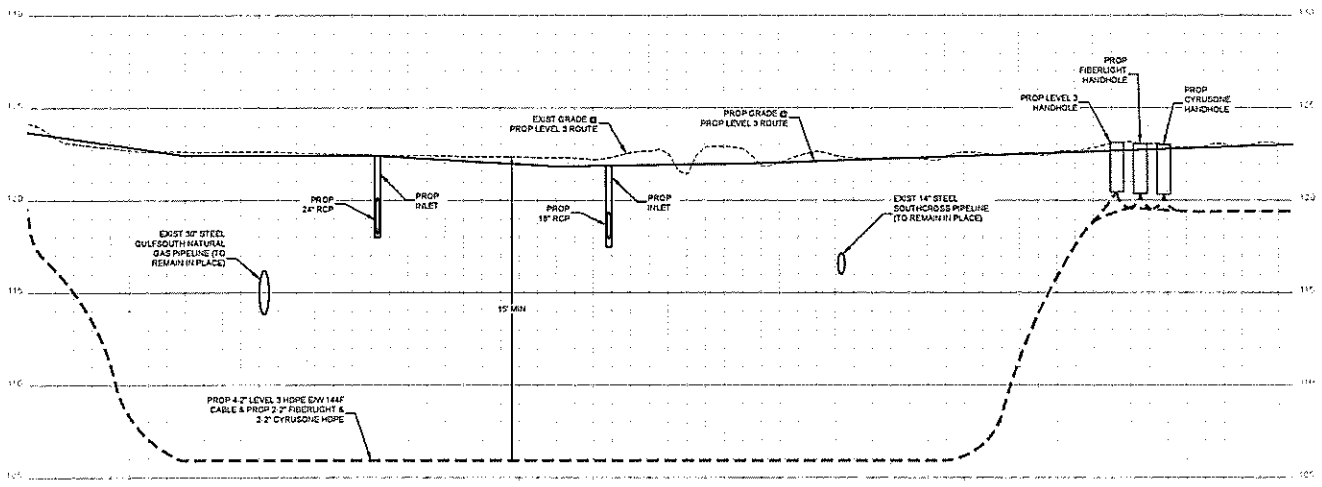 PROP
FIBERLIGHT
HANDHOLE
PROP LEVEL 3
HANDHOLE
PROP
CYRUSONE
HANDHOLE
125
EXIST GRADE @
PROP LEVEL 3 ROUTE
PROP GRADE @
PROP LEVEL 3 ROUTE
120
120
PROP
24" RCP
PROP
INLET
PROP
18" RCP
PROP
INLET
EXIST 14" STEEL
SOUTHCROSS PIPELINE
(TO REMAIN IN PLACE)
EXIST 30" STEEL
GULFSOUTH NATURAL
GAS PIPELINE (TO
REMAIN IN PLACE)
115
115
15' MIN
110
110
PROP 4-2" LEVEL 3 HDPE E/W 144F
CABLE & PROP 2-2" FIBERLIGHT &
2-2" CYRUSONE HDPE
105
105